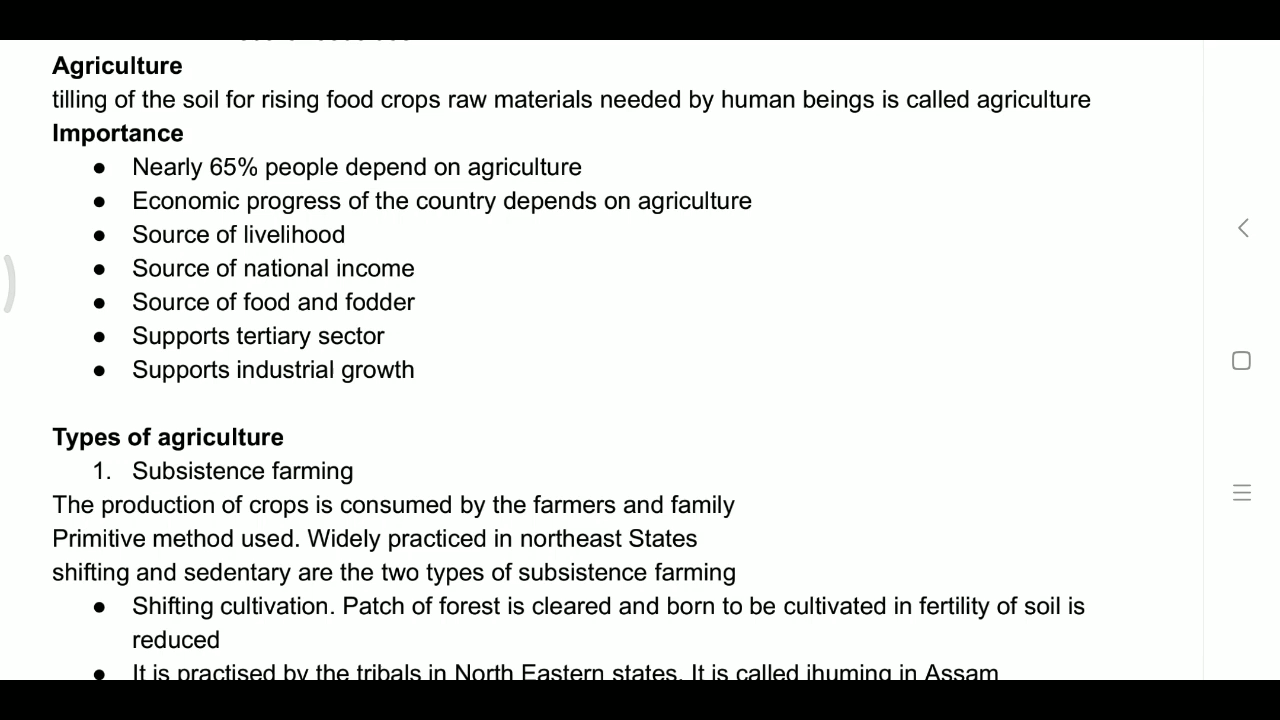 Agriculture
tilling of the soil for rising food crops raw materials needed by human beings is called agriculture
Importance
● Nearly 65% people depend on agriculture
● Economic progress of the country depends on agriculture
● Source of livelihood
● Source of national income
● Source of food and fodder
● Supports tertiary sector
● Supports industrial growth
Types of agriculture
1. Subsistence farming
The production of crops is consumed by the farmers and family
Primitive method used. Widely practiced in northeast States
shifting and sedentary are the two types of subsistence farming
● Shifting cultivation. Patch of forest is cleared and born to be cultivated in fertility of soil is
reduced
● It is practised by the tribals in North Eastern states. It is called jhuming in Assam